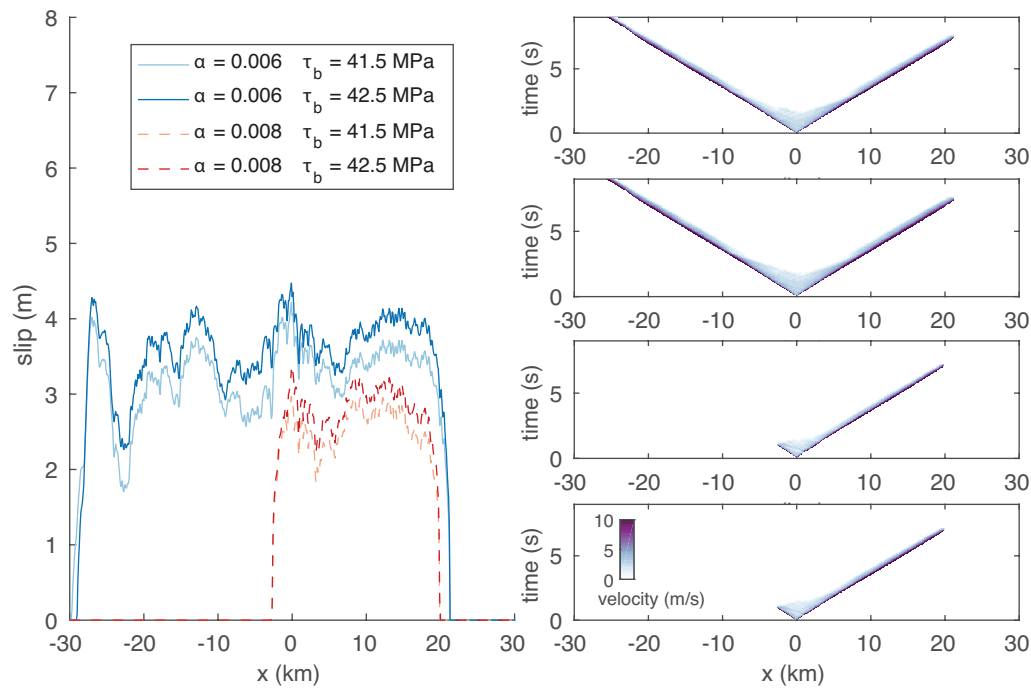 8
7
6
5
4
3
2
1
0
slip (m)
-30 -20 -10 0 10 20 30
x (km)
α = 0.006 τb = 41.5 MPa
α = 0.006 τb = 42.5 MPa
α = 0.008 τb = 41.5 MPa
α = 0.008 τb = 42.5 MPa
time (s)
5
0
-30 -20 -10 0 10 20 30
time (s)
5
0
-30 -20 -10 0 10 20 30
time (s)
5
0
-30 -20 -10 0 10 20 30
time (s)
5
0
10
5
0
velocity (m/s)
-30 -20 -10 0 10 20 30
x (km)